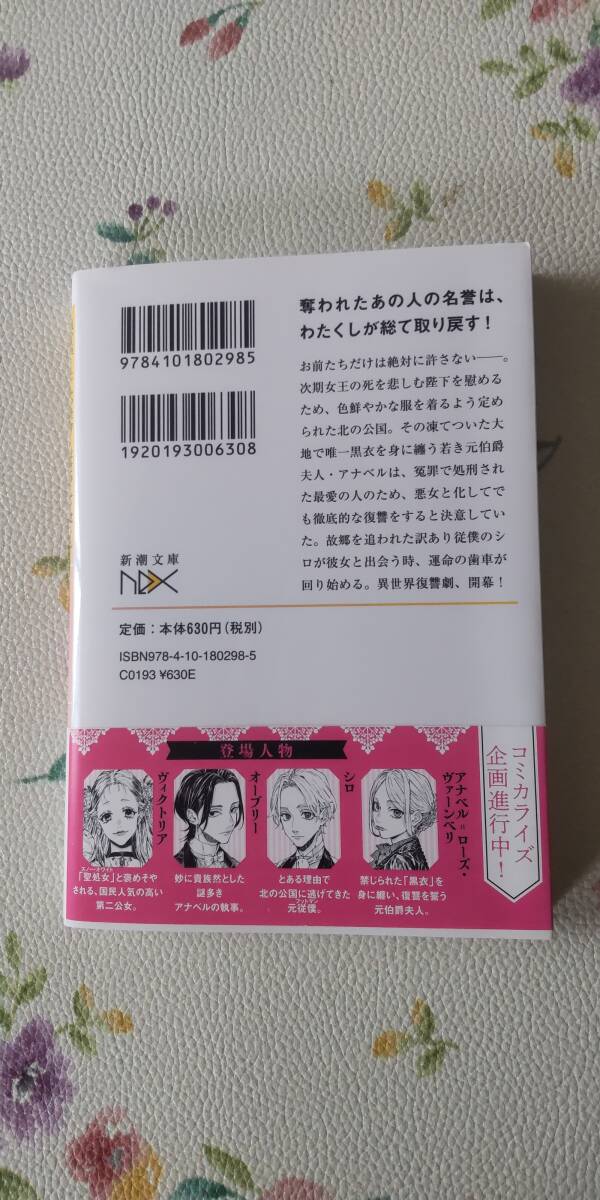 9784101802985
1920193006308
新潮文庫
nex
定価：本体630円（税別）
ISBN978-4-10-180298-5
C0193 ¥630E
奪われたあの人の名誉は、
わたくしが総て取り戻す！
お前たちだけは絶対に許さない――。
次期女王の死を悲しむ陛下を慰める
ため、色鮮やかな服を着るよう定め
られた北の公国。その凍てついた大
地で唯一黒衣を身に纏う若き元伯爵
夫人・アナベルは、冤罪で処刑され
た最愛の人のため、悪女と化してで
も徹底的な復讐をすると決意してい
た。故郷を追われた訳あり従僕のシ
ロが彼女と出会う時、運命の歯車が
回り始める。異世界復讐劇、開幕！
コミカライズ
企画進行中！
登場人物
アナベル＝ローズ・
ヴァーンベリ
禁じられた「黒衣」を
身に纏い、復讐を誓う
元伯爵夫人。
シロ
とある理由で
北の公国に逃げてきた
フットマン
元従僕。
オーブリー
妙に貴族然とした
謎多き
アナベルの執事。
ヴィクトリア
スノーホワイト
「聖処女」と褒めそや
される、国民人気の高い
第二公女。